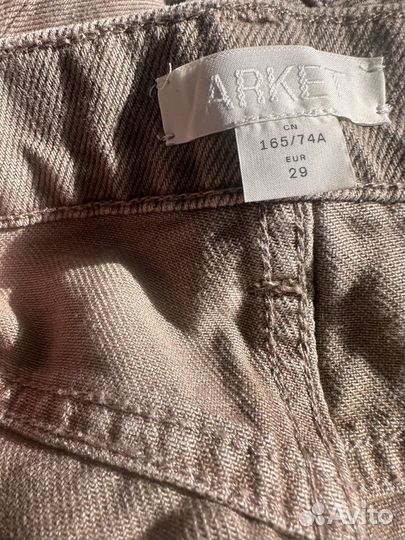 ARKET
CN
165/74A
EUR
29
Avito